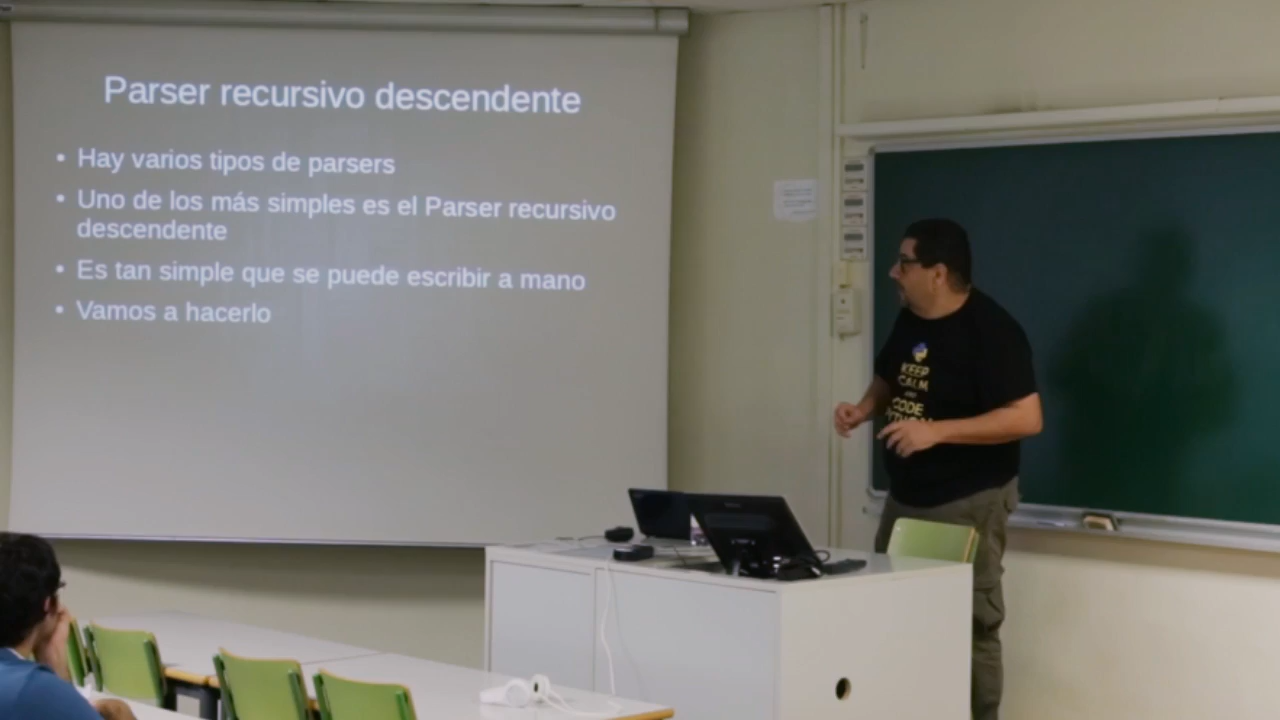 Parser recursivo descendente
• Hay varios tipos de parsers
• Uno de los más simples es el Parser recursivo
descendente
• Es tan simple que se puede escribir a mano
• Vamos a hacerlo
KEEP
CALM
CODE